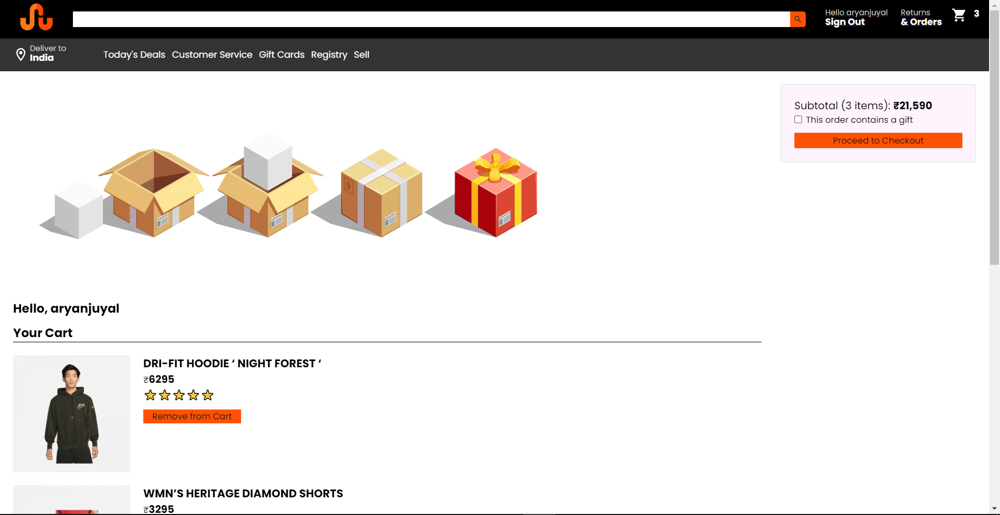 Hello aryanjuyal
Sign Out
Returns
& Orders
3
Deliver to
India
Today's Deals Customer Service Gift Cards Registry Sell
Subtotal (3 items): ₹21,590
This order contains a gift
Proceed to Checkout
Hello, aryanjuyal
Your Cart
DRI-FIT HOODIE ‘ NIGHT FOREST ‘
₹6295
Remove from Cart
WMN’S HERITAGE DIAMOND SHORTS
₹3295